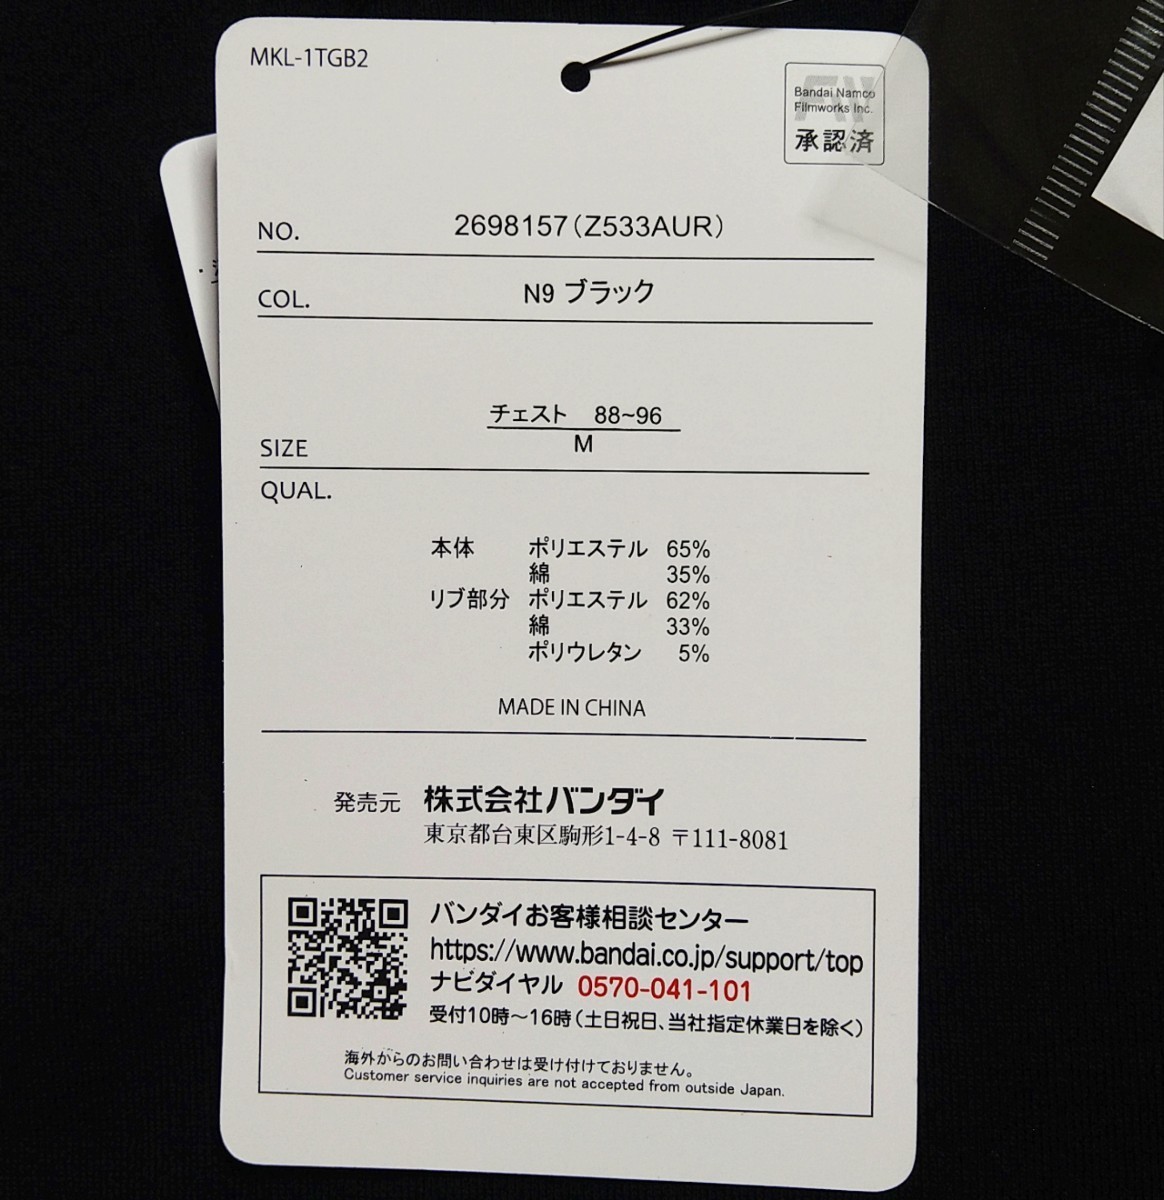 MKL-1TGB2
Bandai Namco
Filmworks Inc.
承認済
NO. 2698157(Z533AUR)
COL. N9 ブラック
チェスト 88~96
SIZE M
QUAL.
本体 ポリエステル 65%
綿 35%
リブ部分 ポリエステル 62%
綿 33%
ポリウレタン 5%
MADE IN CHINA
発売元 株式会社バンダイ
東京都台東区駒形1-4-8 〒111-8081
バンダイお客様相談センター
https://www.bandai.co.jp/support/top
ナビダイヤル 0570-041-101
受付10時～16時(土日祝日、当社指定休業日を除く)
海外からのお問い合わせは受け付けておりません。
Customer service inquiries are not accepted from outside Japan.